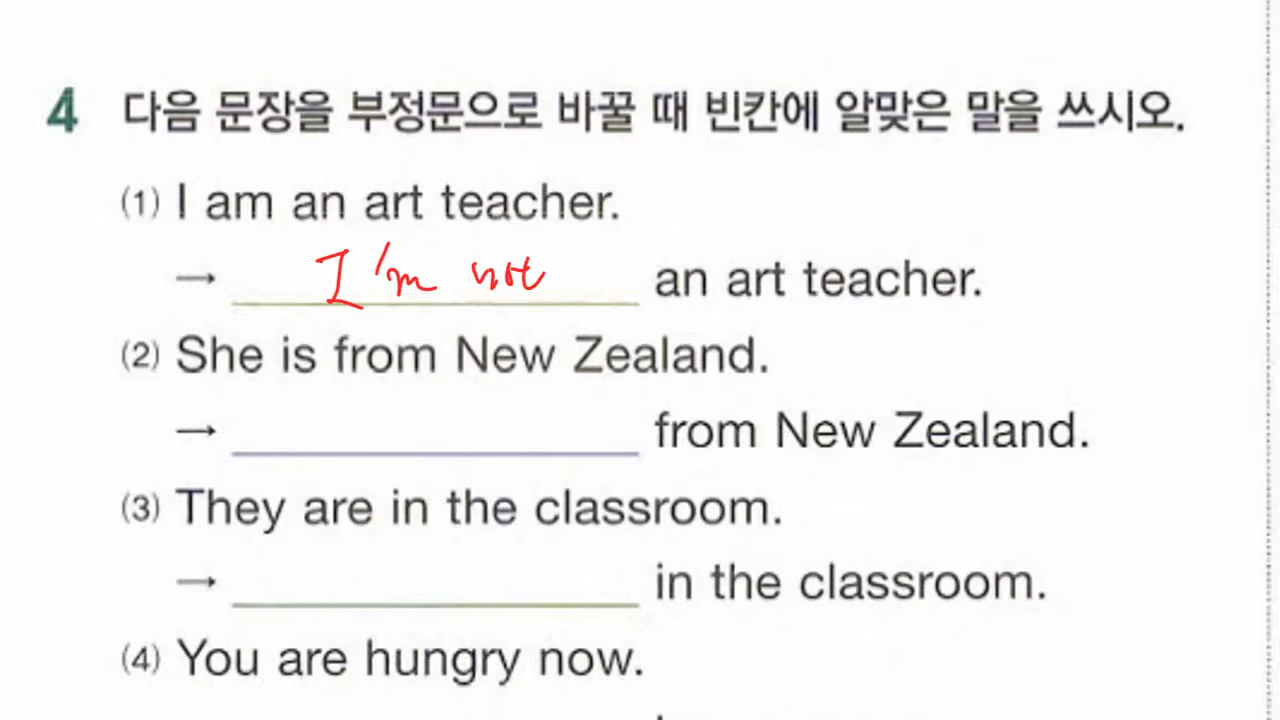 4 다음 문장을 부정문으로 바꿀 때 빈칸에 알맞은 말을 쓰시오.
(1) I am an art teacher.
→ I'm not an art teacher.
(2) She is from New Zealand.
→ from New Zealand.
(3) They are in the classroom.
→ in the classroom.
(4) You are hungry now.